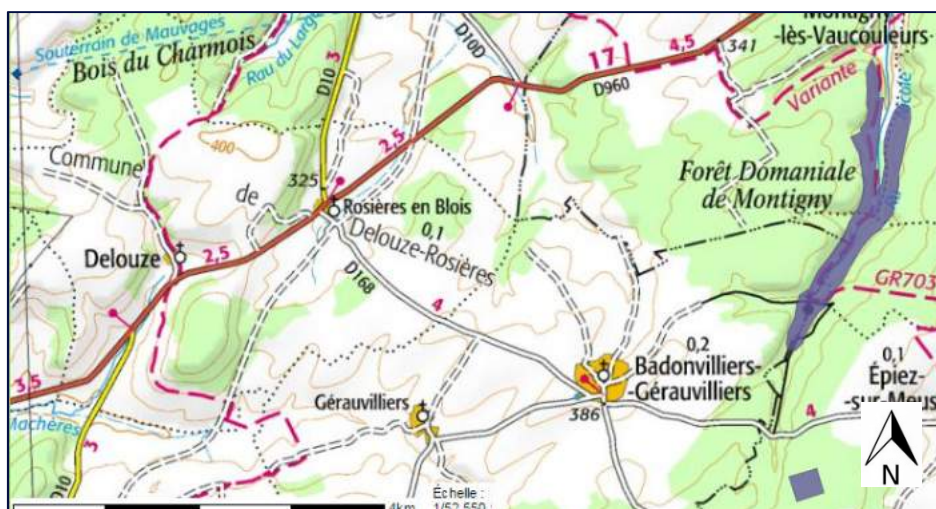 Souterrain de Mauvages
Bois du Charmois
Rau du Large
D10
3
D10D
17
4,5
341
D960
Montigny
-lès-Vaucouleurs
Variante
400
Commune
325
de
2,5
Rosières en Blois
0,1
Delouze-Rosières
Forêt Domaniale
de Montigny
Delouze
2,5
D168
4
GR703
3,5
0,2
Badonvilliers-
-Gérauvilliers
0,1
Épiez-
-sur-Meus
Gérauvilliers
386
4
Machères
3
D10
N
Échelle :
4km
1/52 550